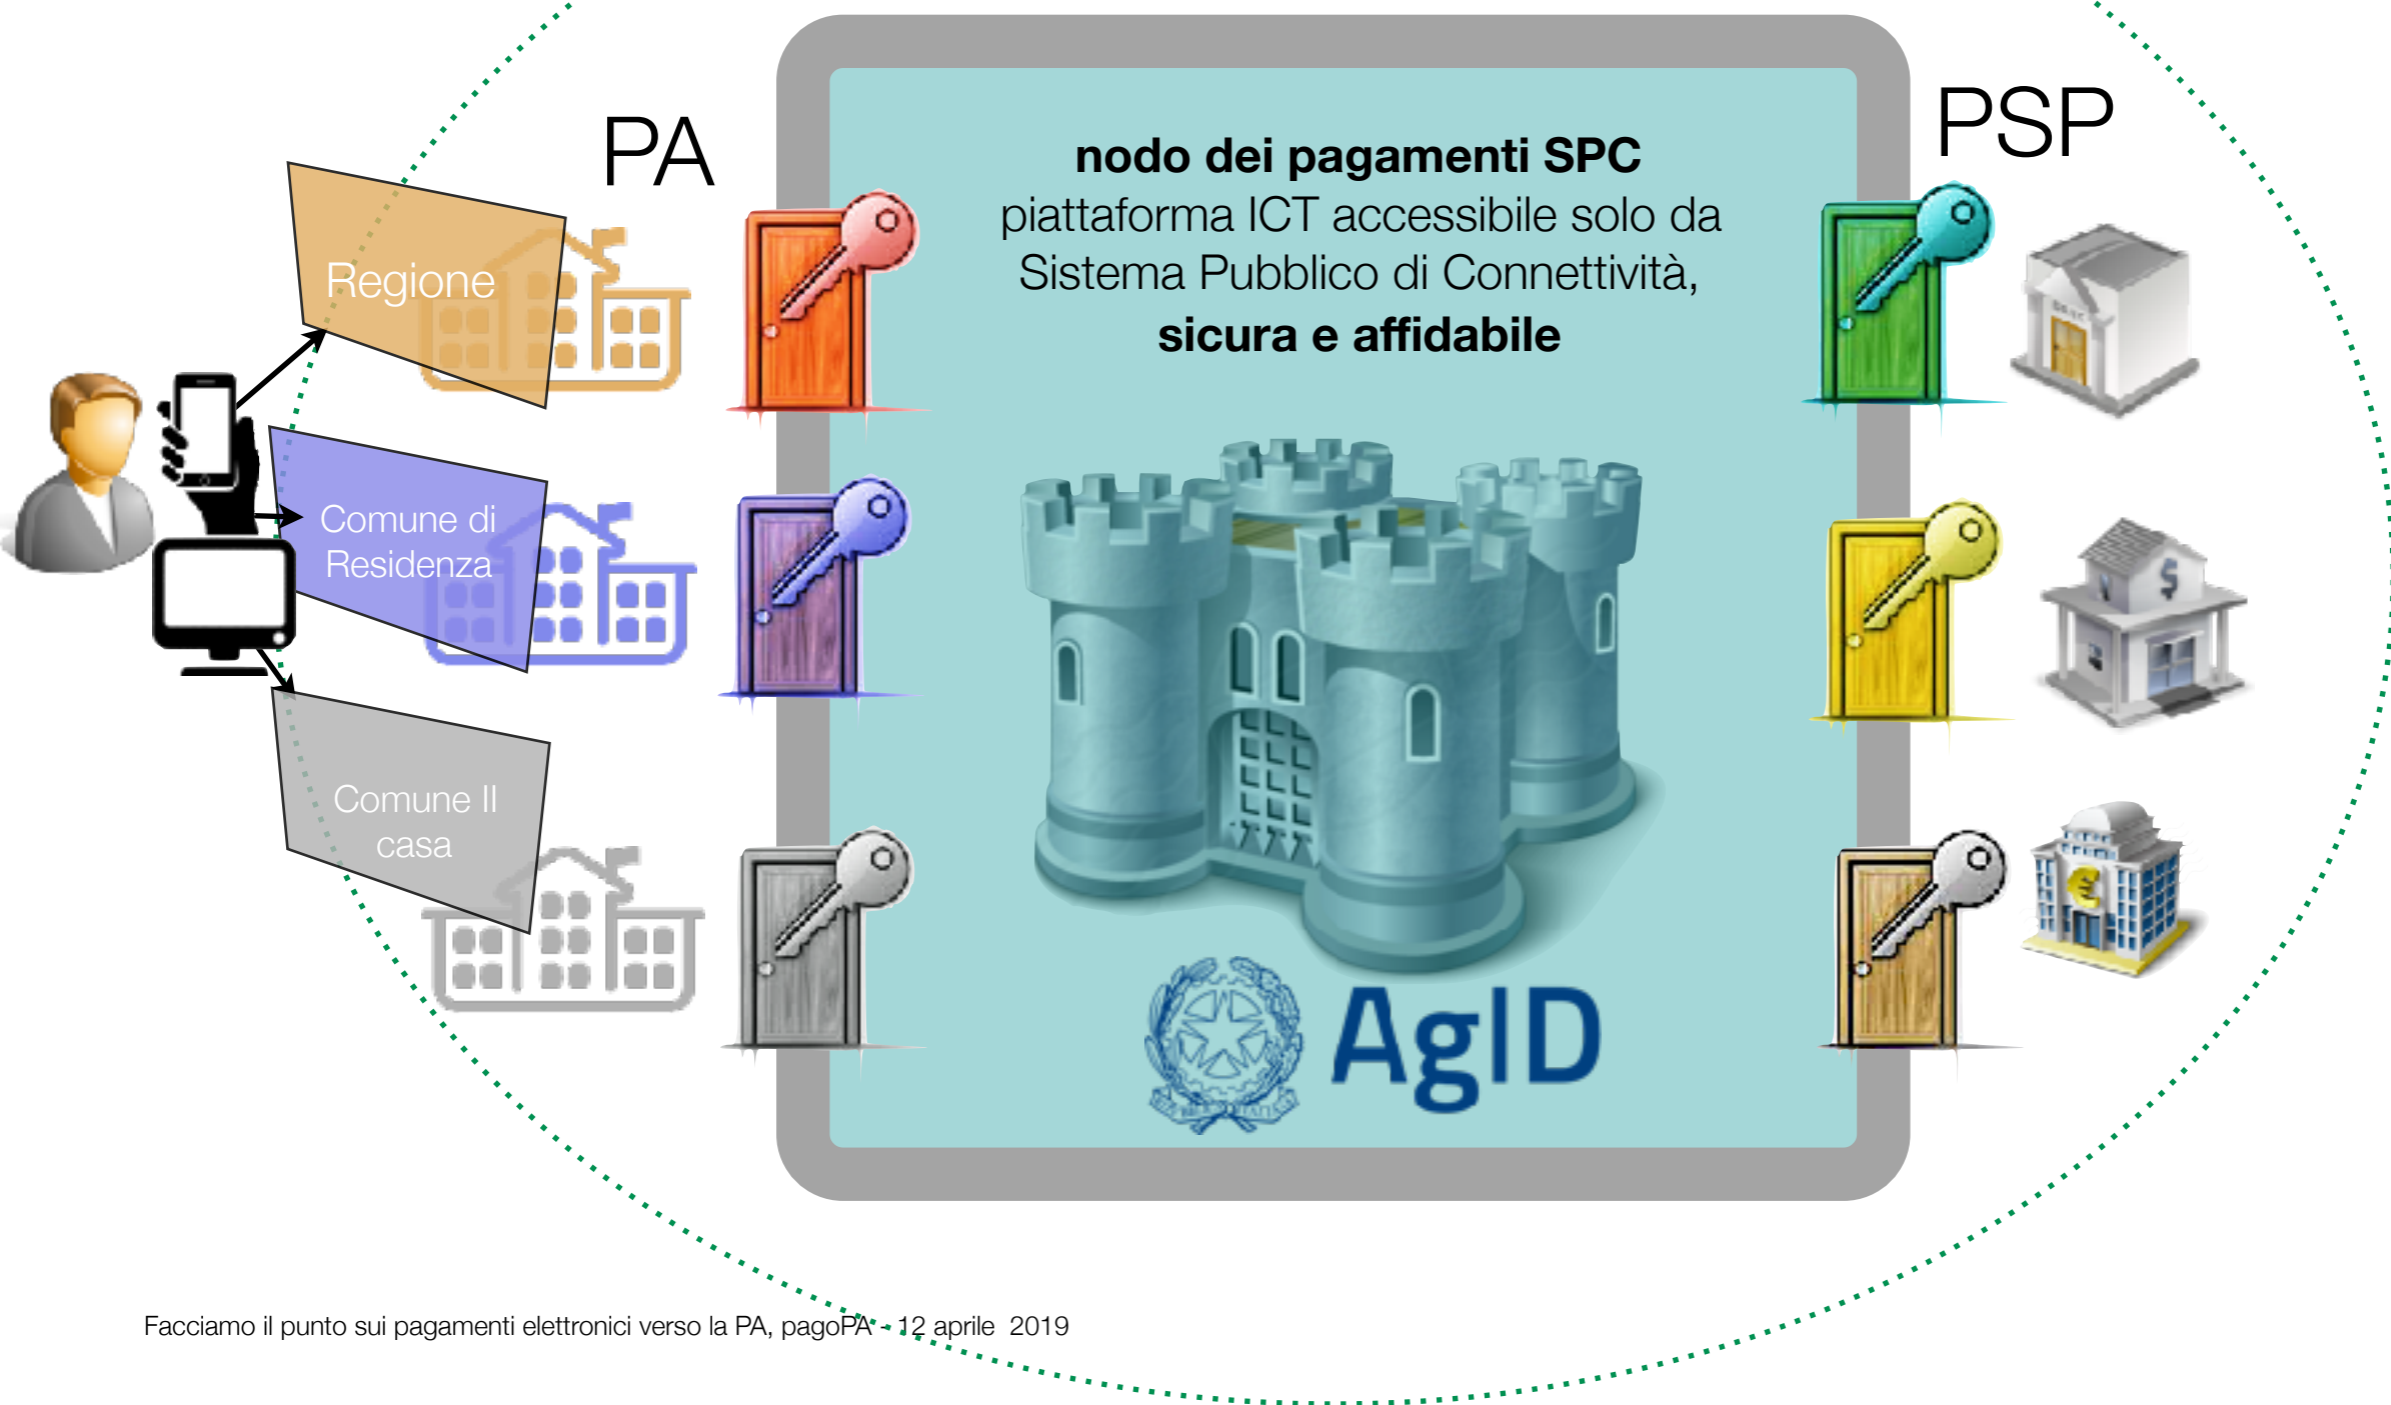 PA
PSP
nodo dei pagamenti SPC
piattaforma ICT accessibile solo da
Sistema Pubblico di Connettività,
sicura e affidabile
Regione
Comune di
Residenza
Comune II
casa
AgID
Facciamo il punto sui pagamenti elettronici verso la PA, pagoPA - 12 aprile 2019